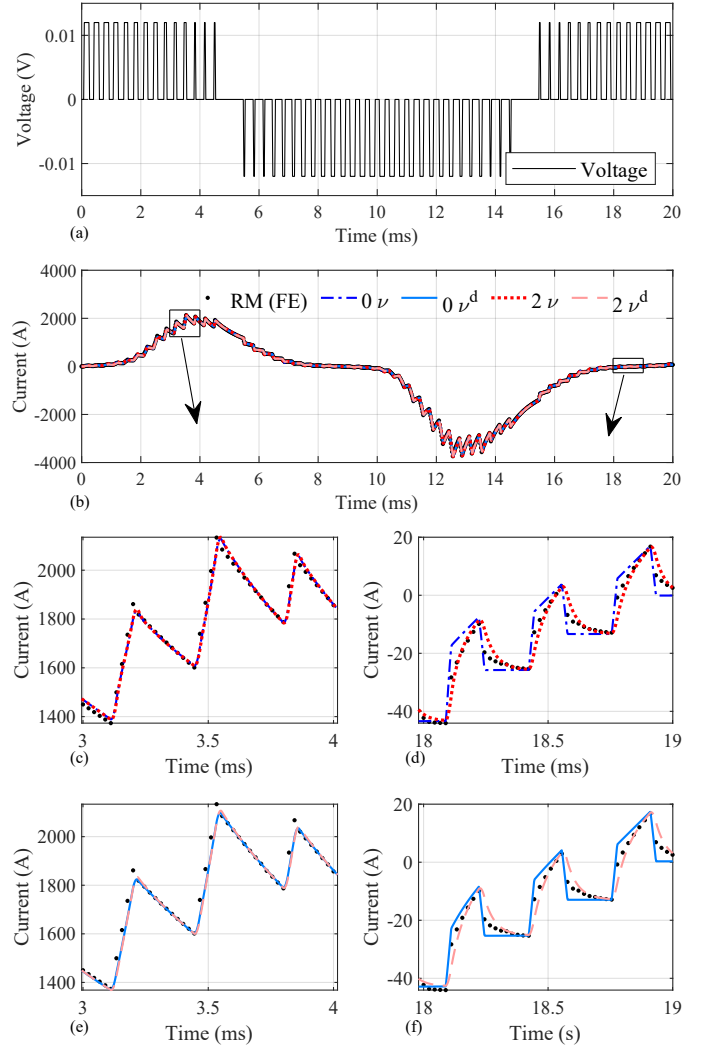 0.01
0
-0.01
Voltage (V)
Voltage
0 2 4 6 8 10 12 14 16 18 20
(a)
Time (ms)
4000
2000
0
-2000
-4000
Current (A)
RM (FE) 0 ν 0 νᵈ 2 ν 2 νᵈ
0 2 4 6 8 10 12 14 16 18 20
(b)
Time (ms)
2000
1800
1600
1400
Current (A)
3 3.5 4
(c)
Time (ms)
20
0
-20
-40
Current (A)
18 18.5 19
(d)
Time (ms)
2000
1800
1600
1400
Current (A)
3 3.5 4
(e)
Time (ms)
20
0
-20
-40
Current (A)
18 18.5 19
(f)
Time (s)